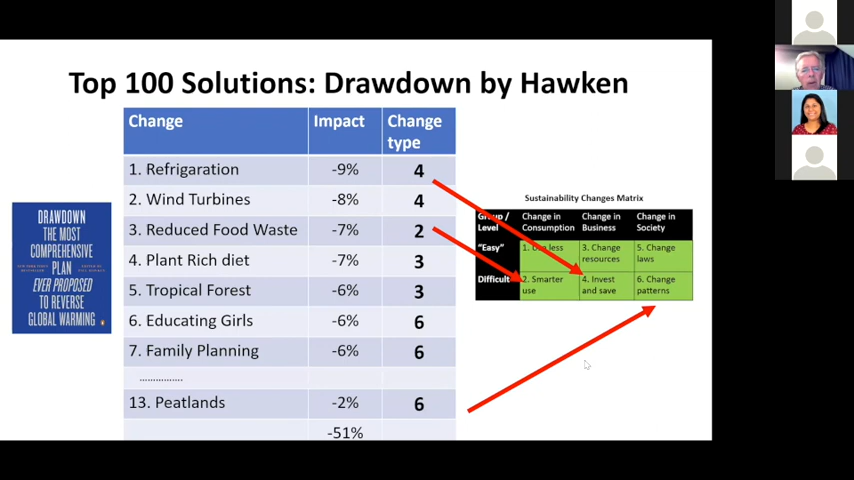 Top 100 Solutions: Drawdown by Hawken
Change Impact Change type
1. Refrigaration -9% 4
2. Wind Turbines -8% 4
3. Reduced Food Waste -7% 2
4. Plant Rich diet -7% 3
5. Tropical Forest -6% 3
6. Educating Girls -6% 6
7. Family Planning -6% 6
...............
13. Peatlands -2% 6
-51%
DRAWDOWN
THE MOST
COMPREHENSIVE
PLAN
EVER PROPOSED
TO REVERSE
GLOBAL WARMING
Sustainability Changes Matrix
Group / Level Change in Consumption Change in Business Change in Society
"Easy" 1. less 3. Change resources 5. Change laws
Difficult 2. Smarter use 4. Invest and save 6. Change patterns